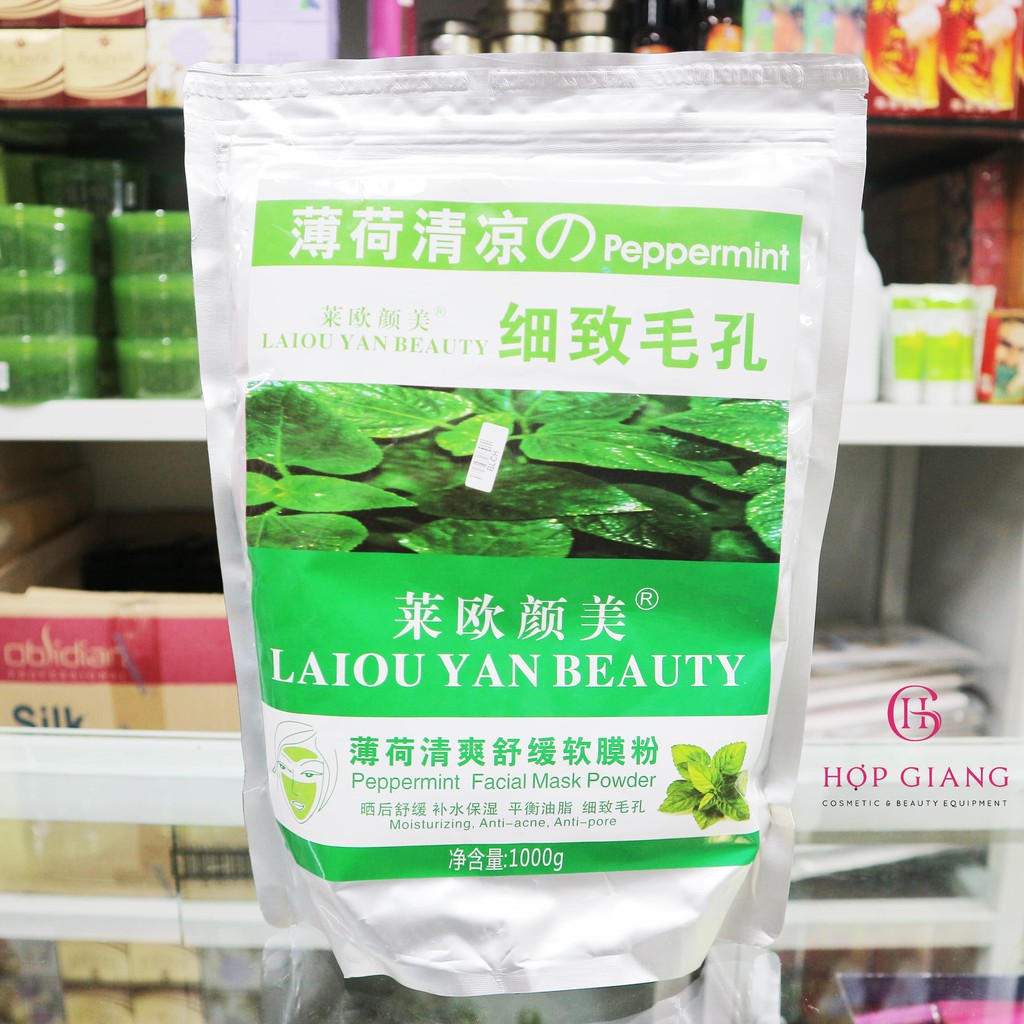 薄荷清凉の Peppermint
莱欧颜美®
LAIOU YAN BEAUTY
细致毛孔
BLCK
莱欧颜美®
LAIOU YAN BEAUTY
薄荷清爽舒缓软膜粉
Peppermint Facial Mask Powder
晒后舒缓 补水保湿 平衡油脂 细致毛孔
Moisturizing, Anti-acne, Anti-pore
净含量:1000g
obsidian
PROFESSIONAL
Silk
HỢP GIANG
COSMETIC & BEAUTY EQUIPMENT